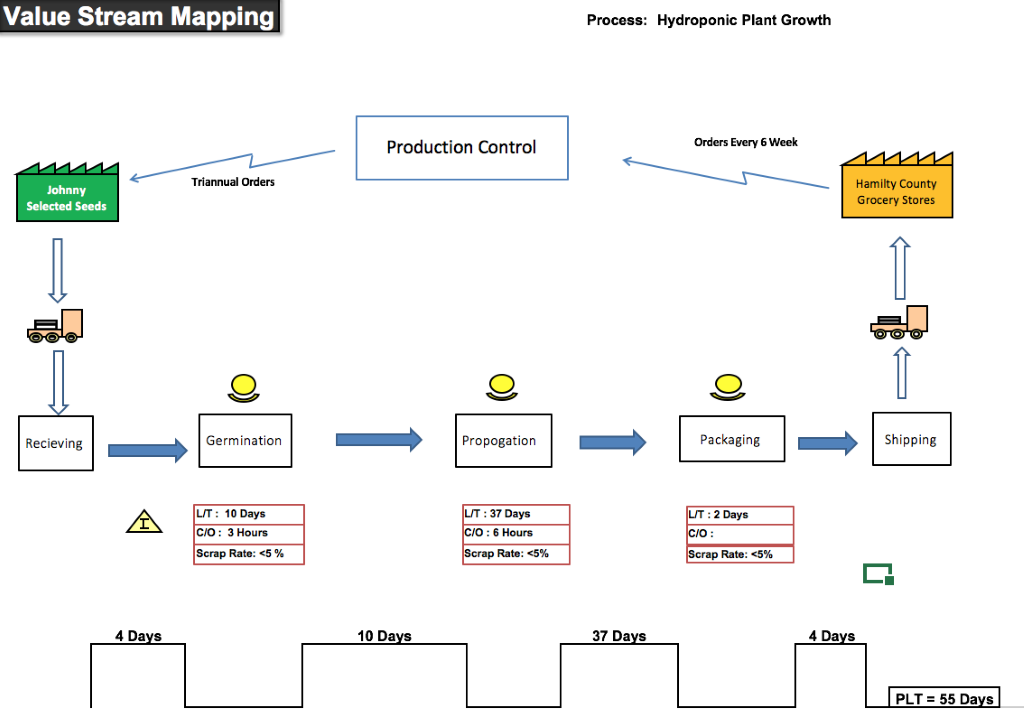 Value Stream Mapping
Process: Hydroponic Plant Growth
Production Control
Orders Every 6 Week
Triannual Orders
Johnny
Selected Seeds
Hamilty County
Grocery Stores
Recieving
Germination
Propogation
Packaging
Shipping
I
L/T : 10 Days
C/O : 3 Hours
Scrap Rate: <5 %
L/T : 37 Days
C/O : 6 Hours
Scrap Rate: <5%
L/T : 2 Days
C/O :
Scrap Rate: <5%
4 Days
10 Days
37 Days
4 Days
PLT = 55 Days